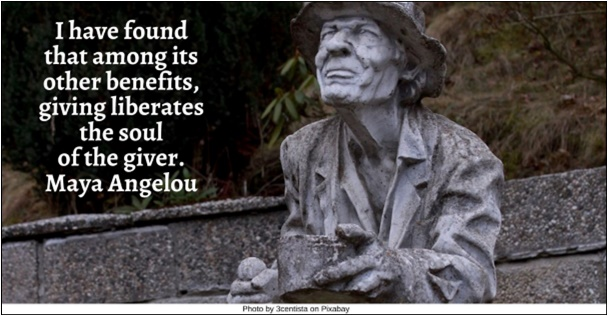 I have found
that among its
other benefits,
giving liberates
the soul
of the giver.
Maya Angelou
Photo by 3centista on Pixabay